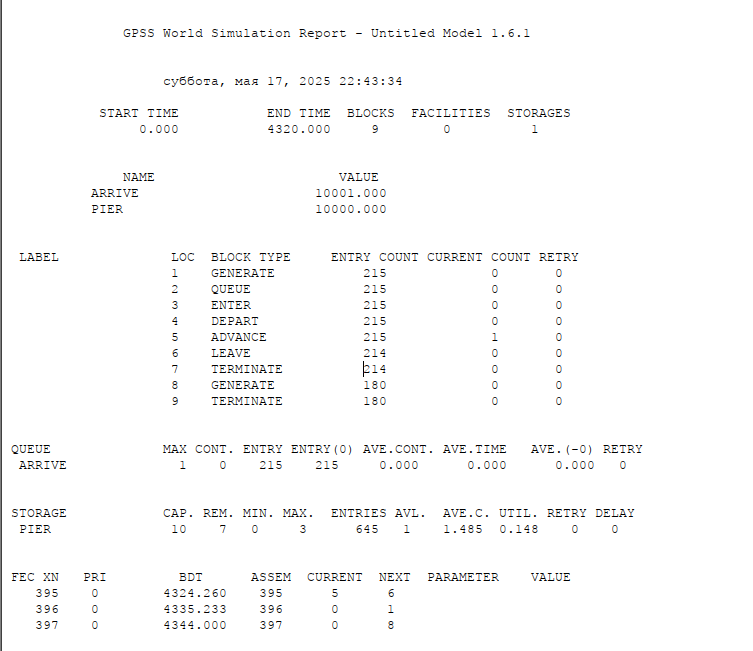 GPSS World Simulation Report - Untitled Model 1.6.1
суббота, мая 17, 2025 22:43:34
START TIME END TIME BLOCKS FACILITIES STORAGES
0.000 4320.000 9 0 1
NAME VALUE
ARRIVE 10001.000
PIER 10000.000
LABEL LOC BLOCK TYPE ENTRY COUNT CURRENT COUNT RETRY
1 GENERATE 215 0 0
2 QUEUE 215 0 0
3 ENTER 215 0 0
4 DEPART 215 0 0
5 ADVANCE 215 1 0
6 LEAVE 214 0 0
7 TERMINATE 214 0 0
8 GENERATE 180 0 0
9 TERMINATE 180 0 0
QUEUE MAX CONT. ENTRY ENTRY(0) AVE.CONT. AVE.TIME AVE.(-0) RETRY
ARRIVE 1 0 215 215 0.000 0.000 0.000 0
STORAGE CAP. REM. MIN. MAX. ENTRIES AVL. AVE.C. UTIL. RETRY DELAY
PIER 10 7 0 3 645 1 1.485 0.148 0 0
FEC XN PRI BDT ASSEM CURRENT NEXT PARAMETER VALUE
395 0 4324.260 395 5 6
396 0 4335.233 396 0 1
397 0 4344.000 397 0 8